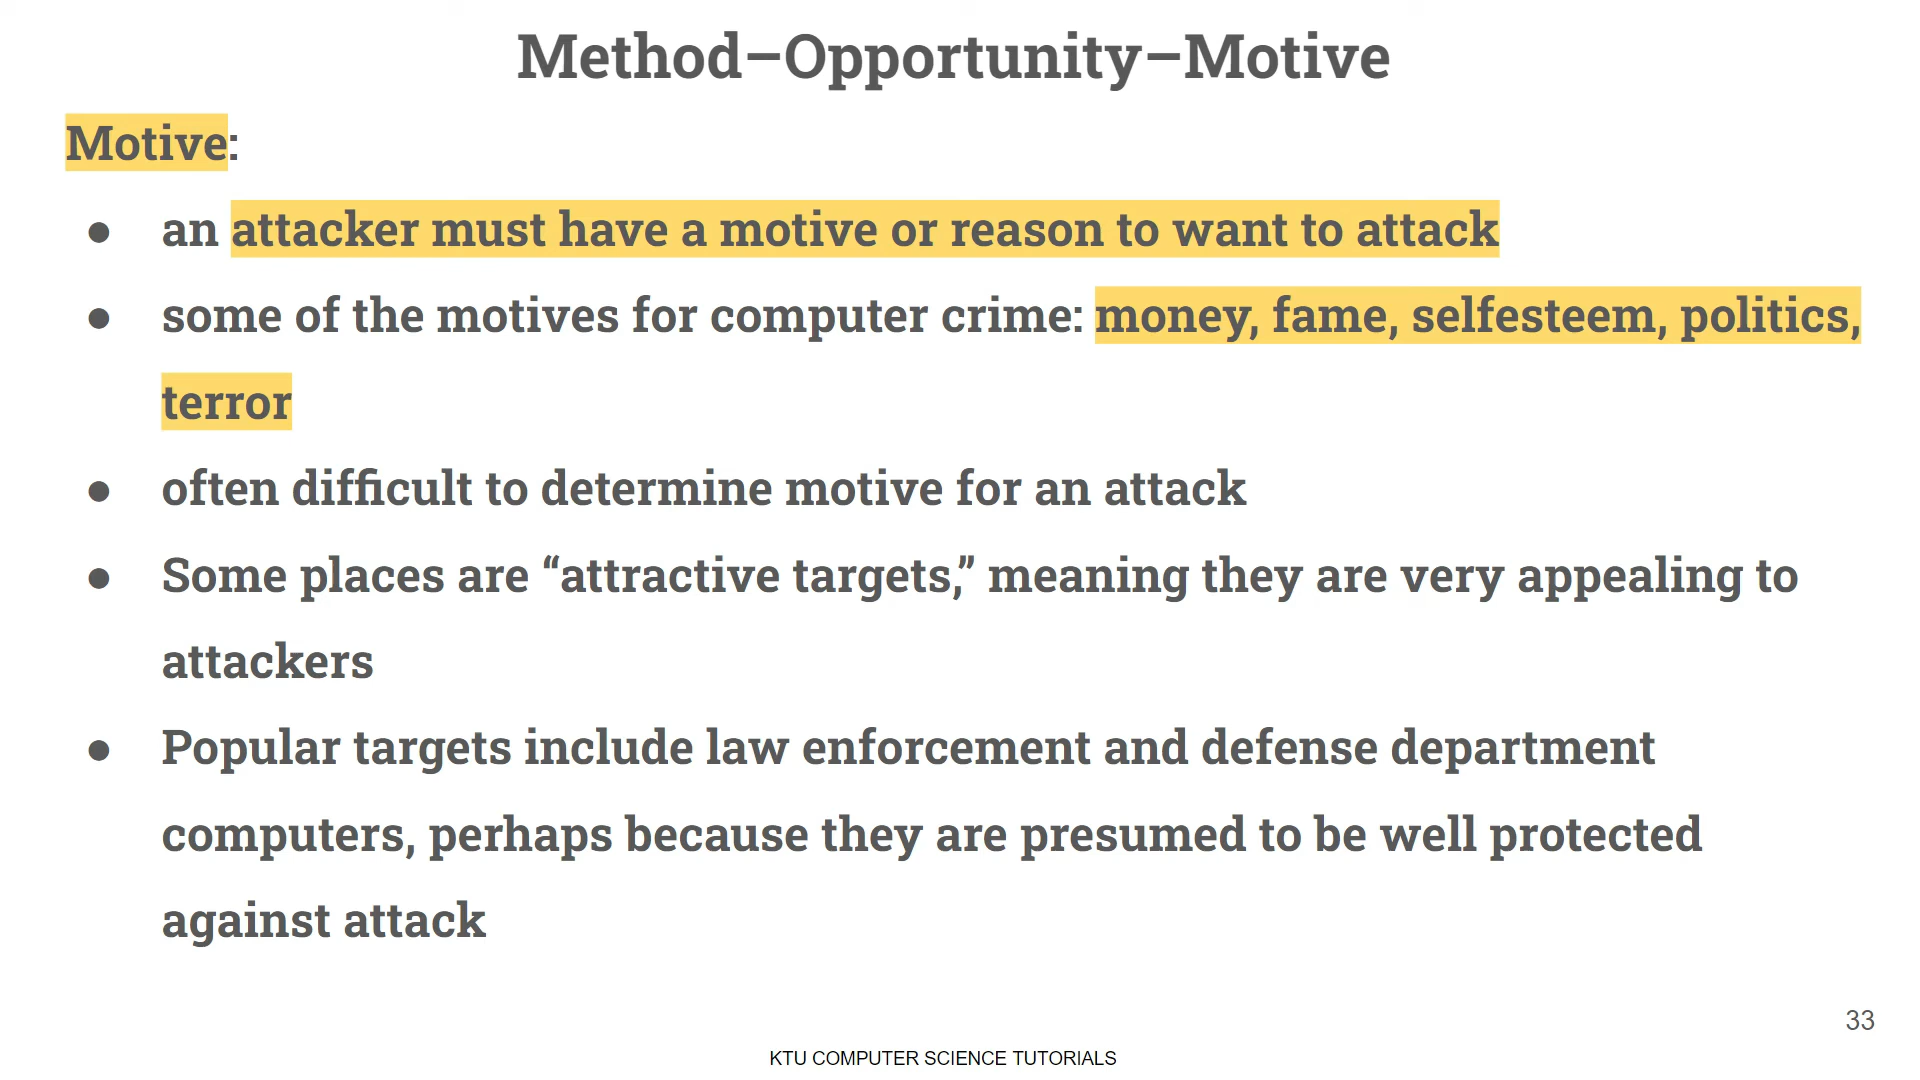 Method–Opportunity–Motive
Motive:
● an attacker must have a motive or reason to want to attack
● some of the motives for computer crime: money, fame, selfesteem, politics,
terror
● often difficult to determine motive for an attack
● Some places are “attractive targets,” meaning they are very appealing to
attackers
● Popular targets include law enforcement and defense department
computers, perhaps because they are presumed to be well protected
against attack
33
KTU COMPUTER SCIENCE TUTORIALS